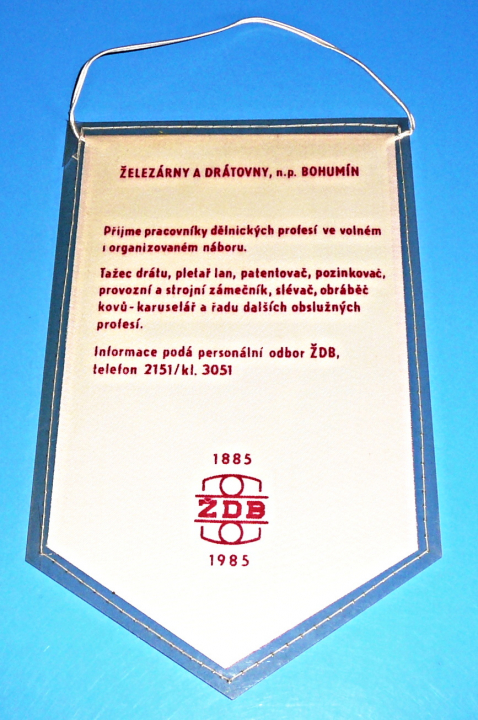 ŽELEZÁRNY A DRÁTOVNY, n.p. BOHUMÍN
Přijme pracovníky dělnických profesí ve volném
i organizovaném náboru.
Tažec drátu, pletař lan, patentovač, pozinkovač,
provozní a strojní zámečník, slévač, obráběč
kovů - karuselář a řadu dalších obslužných
profesí.
Informace podá personální odbor ŽDB,
telefon 2151/kl. 3051
1885
ŽDB
1985